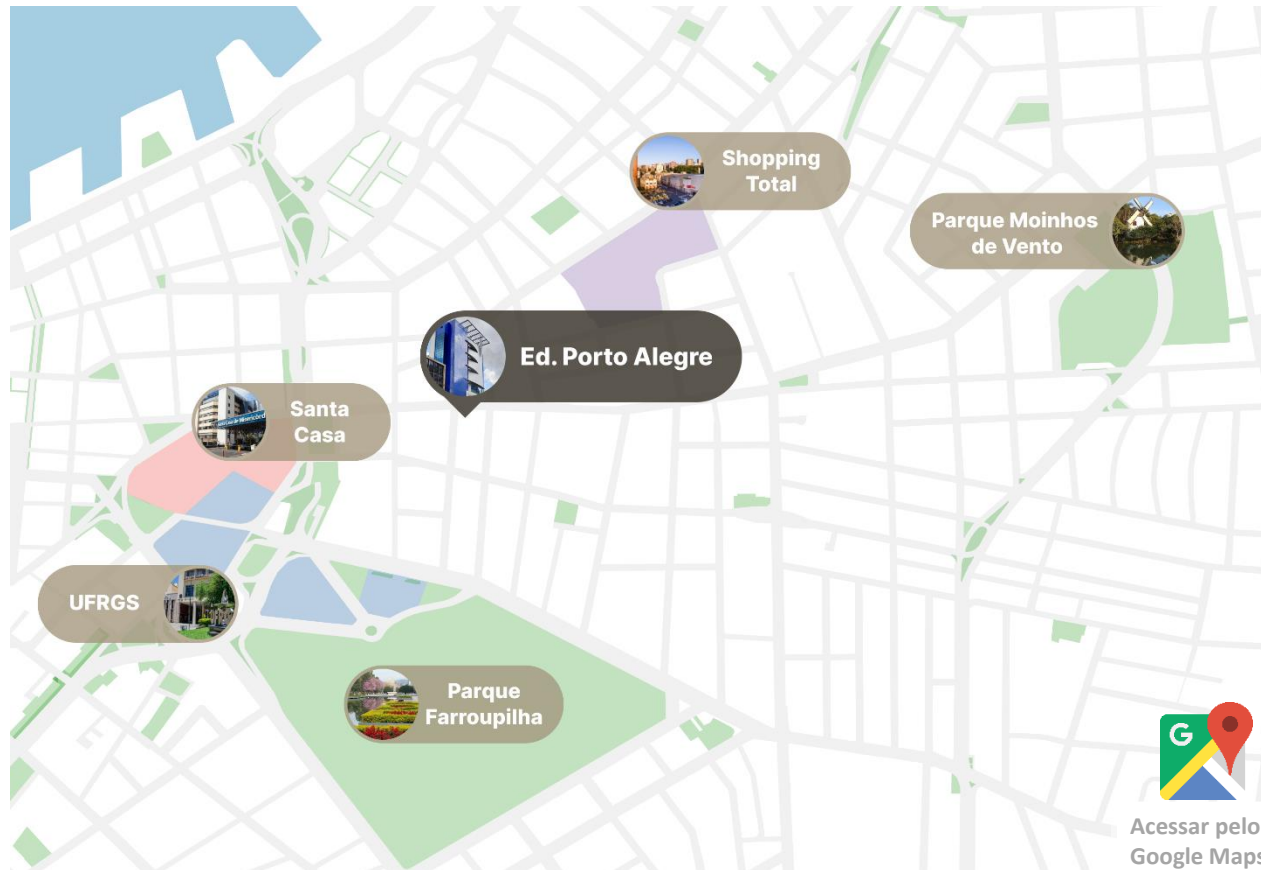 Shopping
Total
Parque Moinhos
de Vento
Ed. Porto Alegre
Santa
Casa
UFRGS
Parque
Farroupilha
G
Acessar pelo
Google Maps